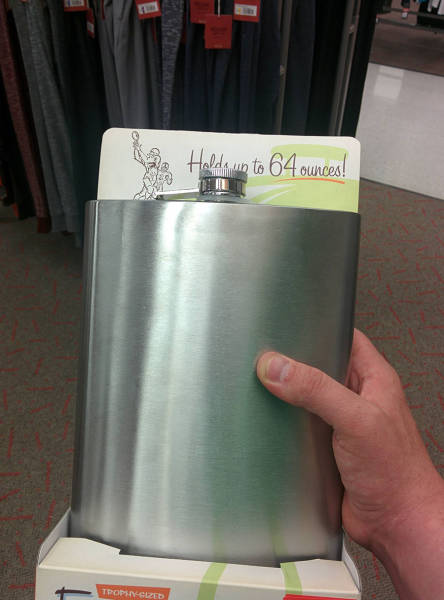 Holds up to 64 ounces!
TROPHY-SIZED